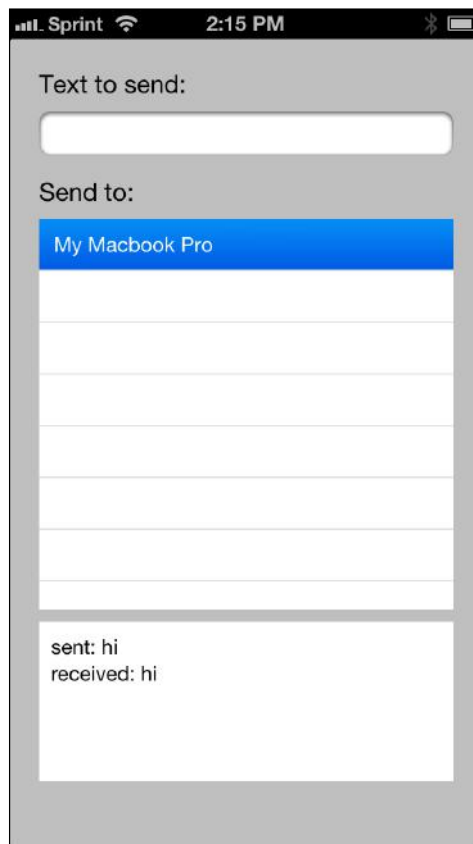 Sprint 2:15 PM
Text to send:
Send to:
My Macbook Pro
sent: hi
received: hi